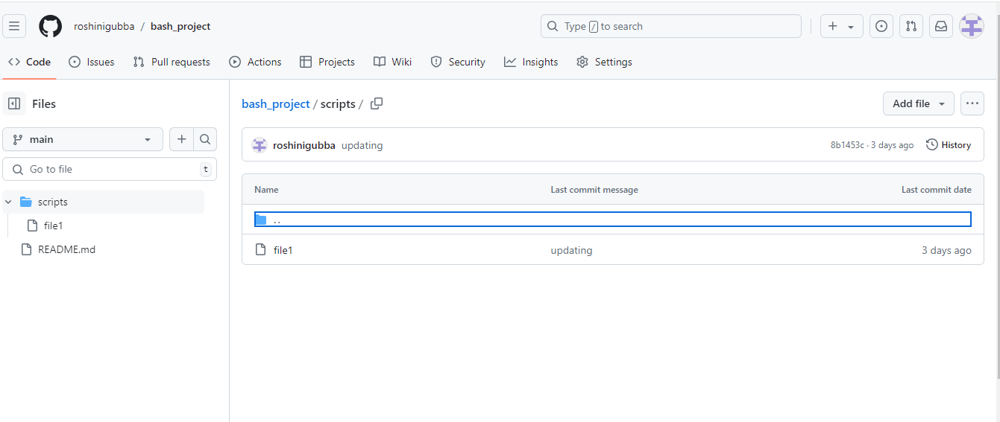 roshinigubba / bash_project
Type / to search
Code Issues Pull requests Actions Projects Wiki Security Insights Settings
Files
main
Go to file t
scripts
file1
README.md
bash_project / scripts /
Add file
roshinigubba updating 8b1453c · 3 days ago History
Name Last commit message Last commit date
..
file1 updating 3 days ago